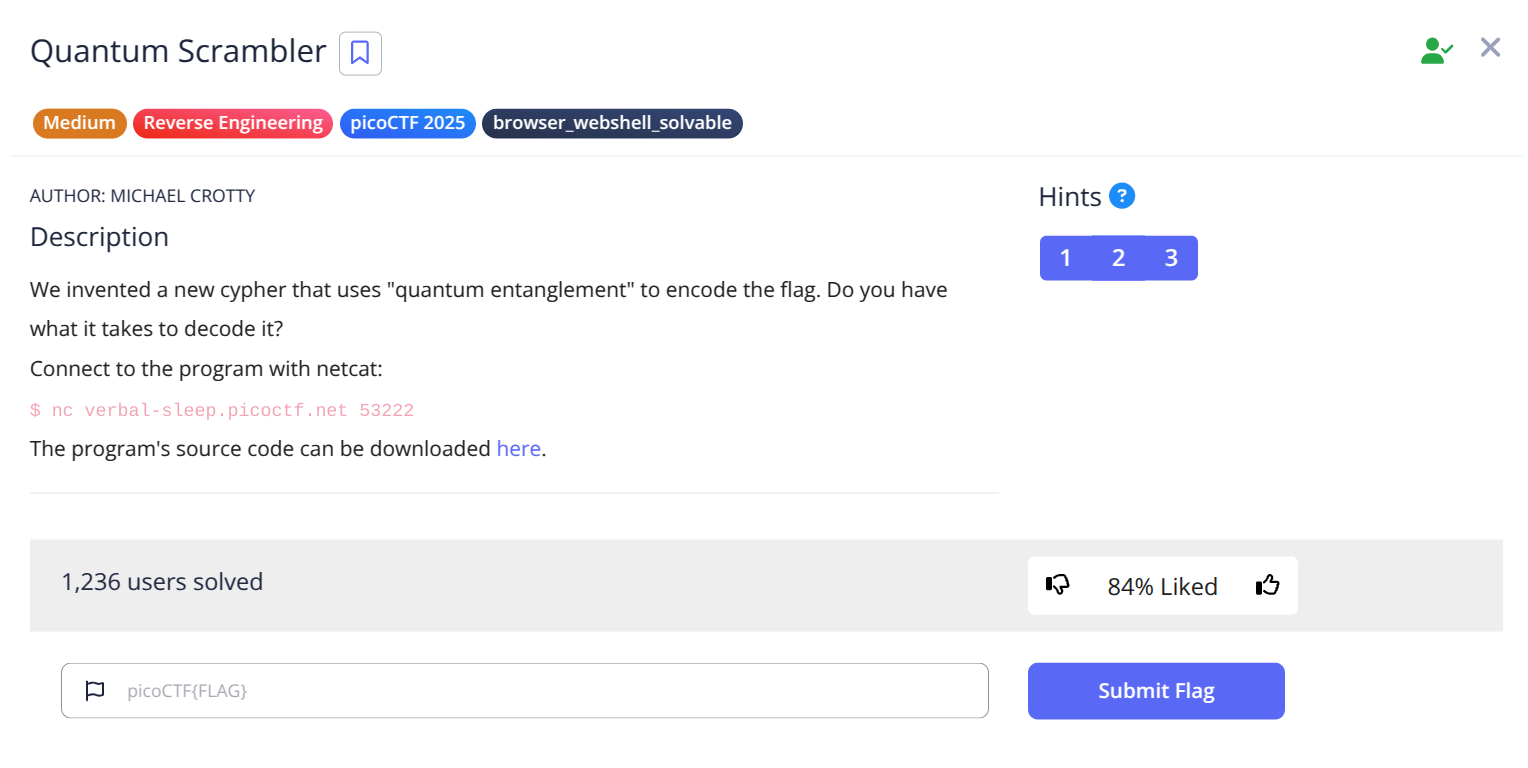 Quantum Scrambler
Medium Reverse Engineering picoCTF 2025 browser_webshell_solvable
AUTHOR: MICHAEL CROTTY
Description
We invented a new cypher that uses "quantum entanglement" to encode the flag. Do you have
what it takes to decode it?
Connect to the program with netcat:
$ nc verbal-sleep.picoctf.net 53222
The program's source code can be downloaded here.
Hints ?
1 2 3
1,236 users solved
84% Liked
picoCTF{FLAG}
Submit Flag